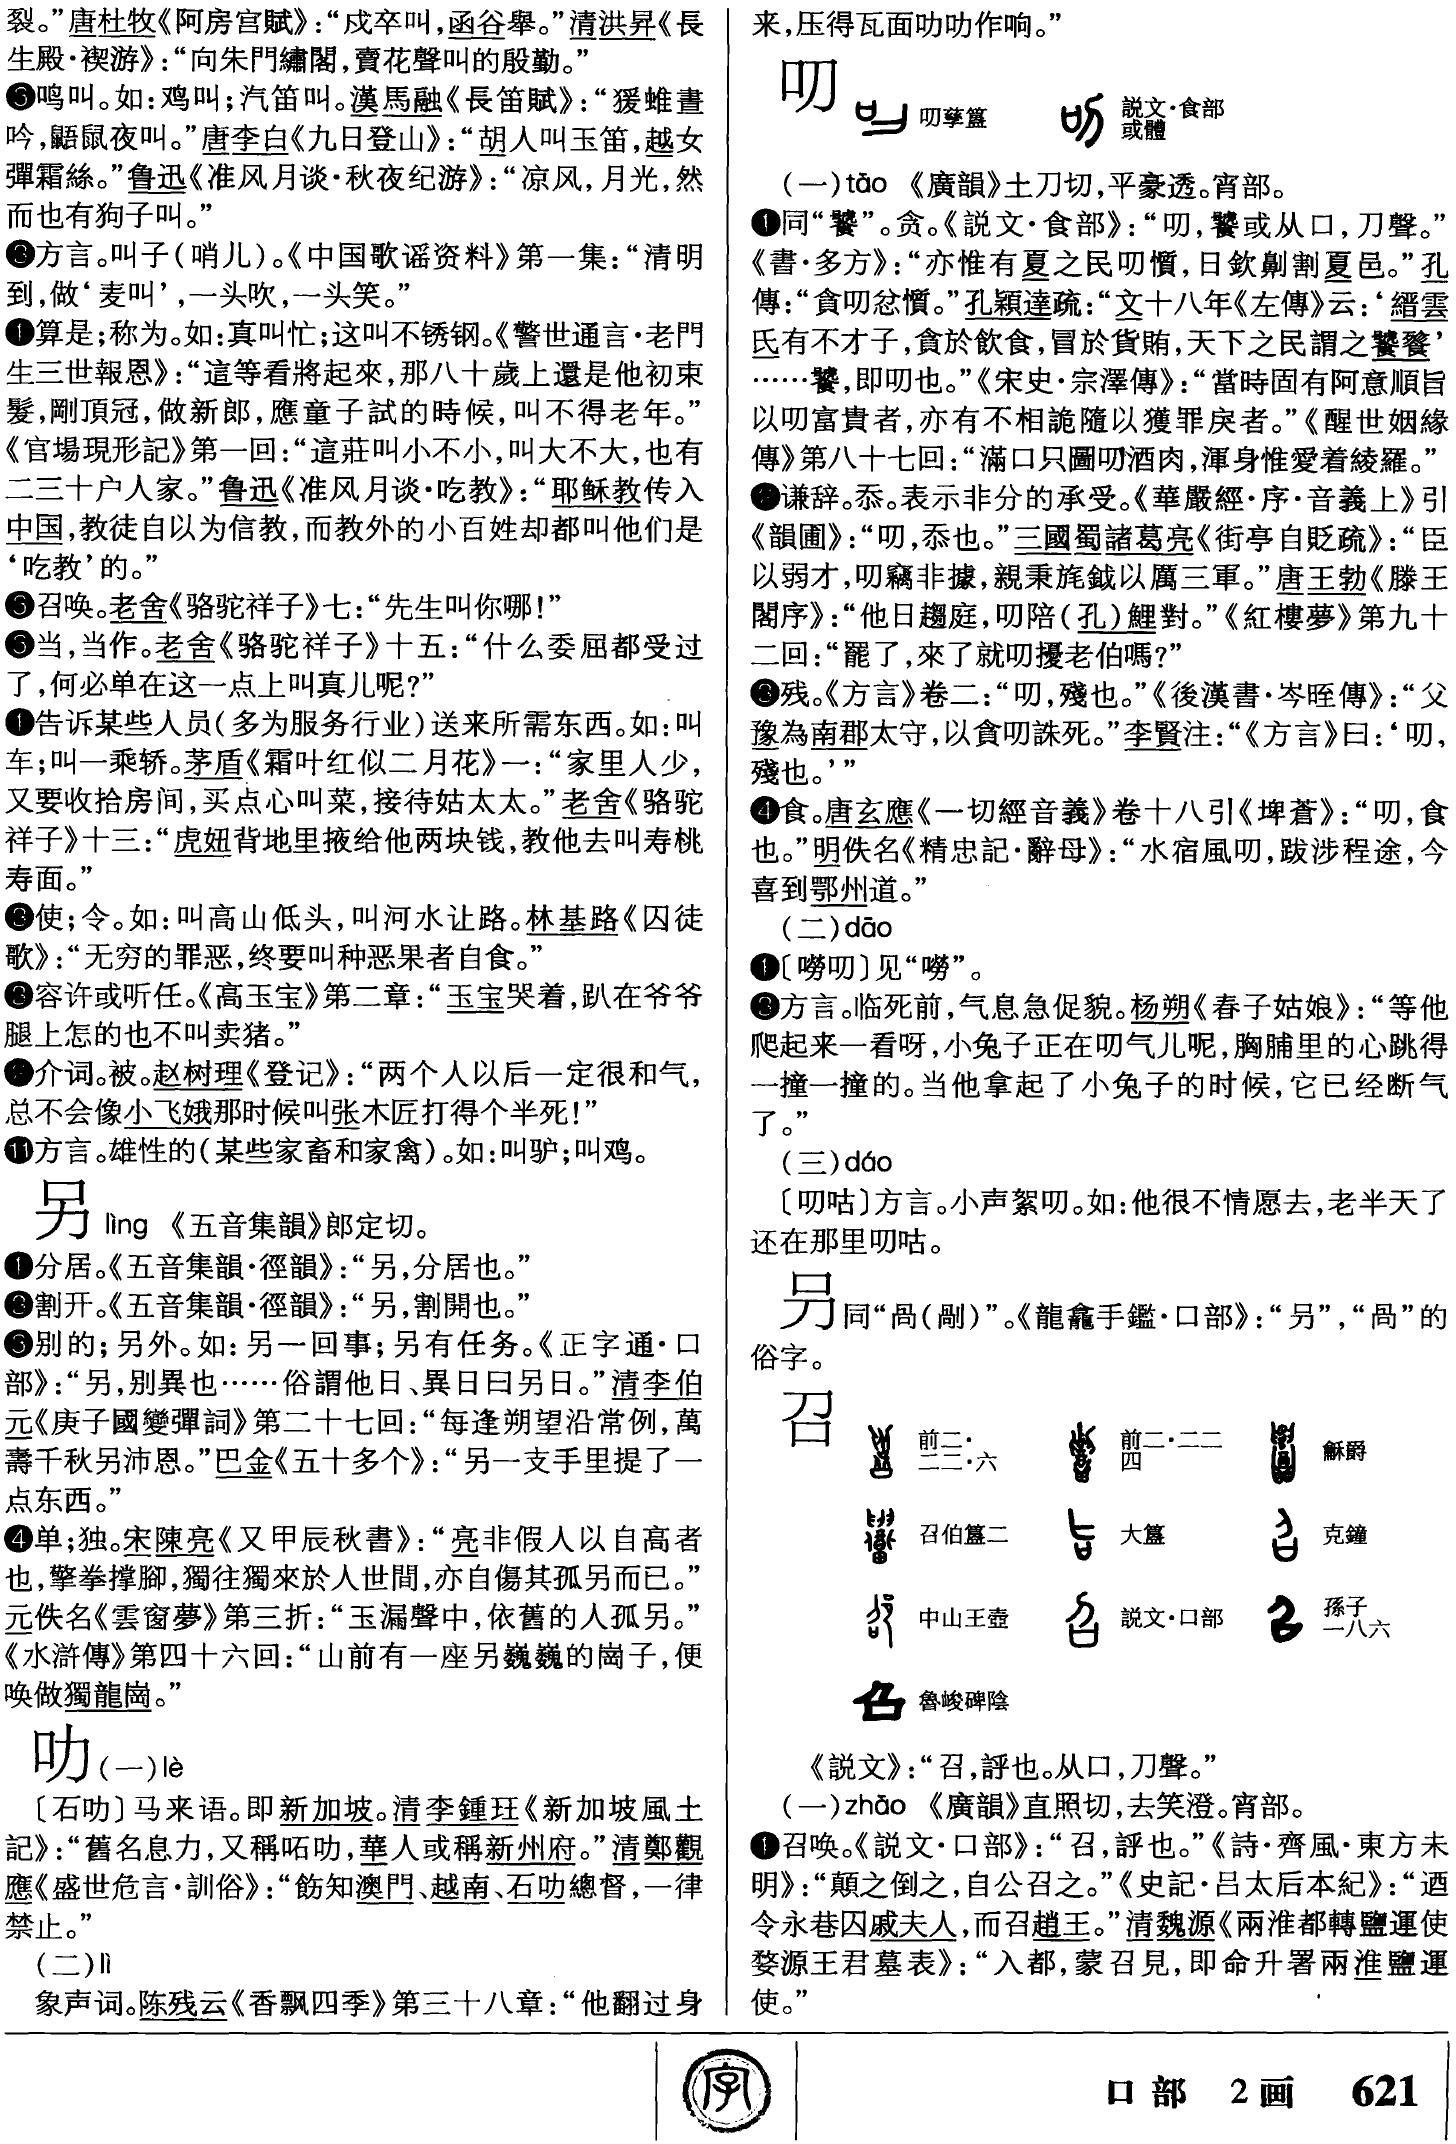 裂。”唐杜牧《阿房宫賦》：“戍卒叫，函谷舉。”清洪昇《長
生殿·禊游》：“向朱門繡閣，賣花聲叫的殷勤。”
❺鸣叫。如：鸡叫；汽笛叫。漢馬融《長笛賦》：“猨蜼晝
吟，鼯鼠夜叫。”唐李白《九日登山》：“胡人叫玉笛，越女
彈霜絲。”鲁迅《准风月谈·秋夜纪游》：“凉风，月光，然
而也有狗子叫。”
方言。叫子（哨儿）。《中国歌谣资料》第一集：“清明
到，做‘麦叫’，一头吹，一头笑。”
算是；称为。如：真叫忙；这叫不锈钢。《警世通言·老門
生三世報恩》：“這等看將起來，那八十歲上還是他初束
髮，剛頂冠，做新郎，應童子試的時候，叫不得老年。”
《官場現形記》第一回：“這莊叫小不小，叫大不大，也有
二三十户人家。”鲁迅《准风月谈·吃教》：“耶稣教传入
中国，教徒自以为信教，而教外的小百姓却都叫他们是
‘吃教’的。”
召唤。老舍《骆驼祥子》七：“先生叫你哪！”
当，当作。老舍《骆驼祥子》十五：“什么委屈都受过
了，何必单在这一点上叫真儿呢？”
告诉某些人员（多为服务行业）送来所需东西。如：叫
车；叫一乘轿。茅盾《霜叶红似二月花》一：“家里人少，
又要收拾房间，买点心叫菜，接待姑太太。”老舍《骆驼
祥子》十三：“虎妞背地里掖给他两块钱，教他去叫寿桃
寿面。”
使；令。如：叫高山低头，叫河水让路。林基路《囚徒
歌》：“无穷的罪恶，终要叫种恶果者自食。”
容许或听任。《高玉宝》第二章：“玉宝哭着，趴在爷爷
腿上怎的也不叫卖猪。”
介词。被。赵树理《登记》：“两个人以后一定很和气，
总不会像小飞娥那时候叫张木匠打得个半死！”
⓫方言。雄性的（某些家畜和家禽）。如：叫驴；叫鸡。
另 lìng 《五音集韻》郎定切。
❶分居。《五音集韻·徑韻》：“另，分居也。”
❷割开。《五音集韻·徑韻》：“另，割開也。”
❸别的；另外。如：另一回事；另有任务。《正字通·口
部》：“另，别異也……俗謂他日、異日曰另日。”清李伯
元《庚子國變彈詞》第二十七回：“每逢朔望沿常例，萬
壽千秋另沛恩。”巴金《五十多个》：“另一支手里提了一
点东西。”
❹单；独。宋陳亮《又甲辰秋書》：“亮非假人以自高者
也，擎拳撑腳，獨往獨來於人世間，亦自傷其孤另而已。”
元佚名《雲窗夢》第三折：“玉漏聲中，依舊的人孤另。”
《水滸傳》第四十六回：“山前有一座另巍巍的崗子，便
唤做獨龍崗。”
叻 （一）lè
〔石叻〕马来语。即新加坡。清李鍾珏《新加坡風土
記》：“舊名息力，又稱㕭叻，華人或稱新州府。”清鄭觀
應《盛世危言·訓俗》：“飭知澳門、越南、石叻總督，一律
禁止。”
（二）lì
象声词。陈残云《香飘四季》第三十八章：“他翻过身
来，压得瓦面叻叻作响。”
叨 叨孳簋 説文·食部
或體
（一）tāo 《廣韻》土刀切，平豪透。宵部。
❶同“饕”。贪。《説文·食部》：“叨，饕或从口，刀聲。”
《書·多方》：“亦惟有夏之民叨懫，日欽劓割夏邑。”孔
傳：“貪叨忿懫。”孔穎達疏：“文十八年《左傳》云：‘縉雲
氏有不才子，貪於飲食，冒於貨賄，天下之民謂之饕餮’
……饕，即叨也。”《宋史·宗澤傳》：“當時固有阿意順旨
以叨富貴者，亦有不相詭隨以獲罪戾者。”《醒世姻緣
傳》第八十七回：“滿口只圖叨酒肉，渾身惟愛着綾羅。”
❷谦辞。忝。表示非分的承受。《華嚴經·序·音義上》引
《韻圃》：“叨，忝也。”三國蜀諸葛亮《街亭自貶疏》：“臣
以弱才，叨竊非據，親秉旄鉞以厲三軍。”唐王勃《滕王
閣序》：“他日趨庭，叨陪（孔）鯉對。”《紅樓夢》第九十
二回：“罷了，來了就叨擾老伯嗎？”
❸残。《方言》卷二：“叨，殘也。”《後漢書·岑晊傳》：“父
豫為南郡太守，以貪叨誅死。”李賢注：“《方言》曰：‘叨，
殘也。’”
❹食。唐玄應《一切經音義》卷十八引《埤蒼》：“叨，食
也。”明佚名《精忠記·辭母》：“水宿風叨，跋涉程途，今
喜到鄂州道。”
（二）dāo
❶〔嘮叨〕见“嘮”。
❷方言。临死前，气息急促貌。杨朔《春子姑娘》：“等他
爬起来一看呀，小兔子正在叨气儿呢，胸脯里的心跳得
一撞一撞的。当他拿起了小兔子的时候，它已经断气
了。”
（三）dáo
〔叨咕〕方言。小声絮叨。如：他很不情愿去，老半天了
还在那里叨咕。
叧同“咼（剮）”。《龍龕手鑑·口部》：“叧”，“咼”的
俗字。
召 前二·
二二·六 前二·二二
四 龢爵
召伯簋二 大簋 克鐘
中山王壺 説文·口部 孫子
一八六
魯峻碑陰
《説文》：“召，評也。从口，刀聲。”
（一）zhāo 《廣韻》直照切，去笑澄。宵部。
❶召唤。《説文·口部》：“召，評也。”《詩·齊風·東方未
明》：“顛之倒之，自公召之。”《史記·吕太后本紀》：“迺
令永巷囚戚夫人，而召趙王。”清魏源《兩淮都轉鹽運使
婺源王君墓表》：“入都，蒙召見，即命升署兩淮鹽運
使。”
字
口部 2画 621